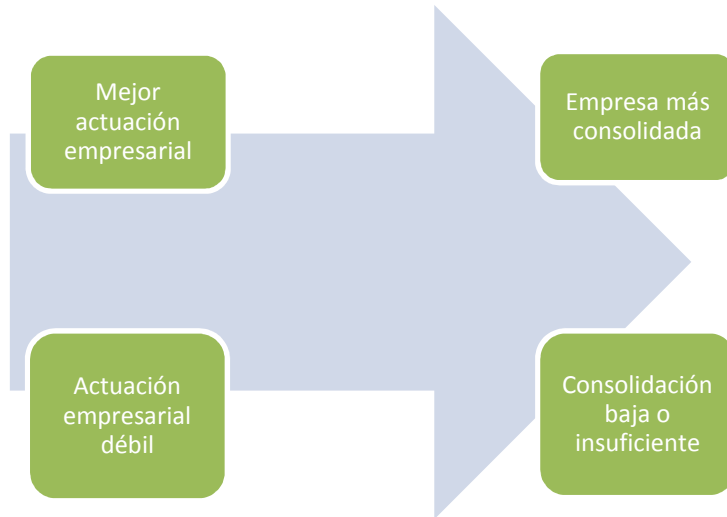 Mejor
actuación
empresarial
Empresa más
consolidada
Actuación
empresarial
débil
Consolidación
baja o
insuficiente